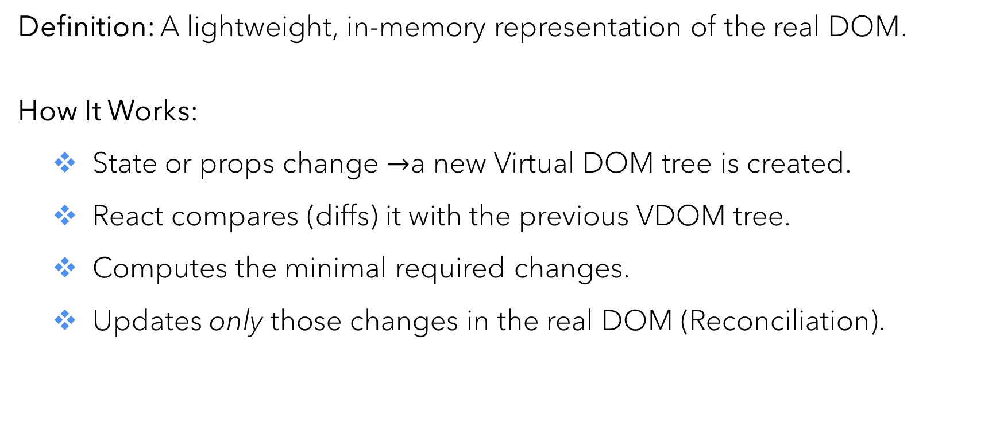 Definition: A lightweight, in-memory representation of the real DOM.
How It Works:
❖ State or props change →a new Virtual DOM tree is created.
❖ React compares (diffs) it with the previous VDOM tree.
❖ Computes the minimal required changes.
❖ Updates only those changes in the real DOM (Reconciliation).